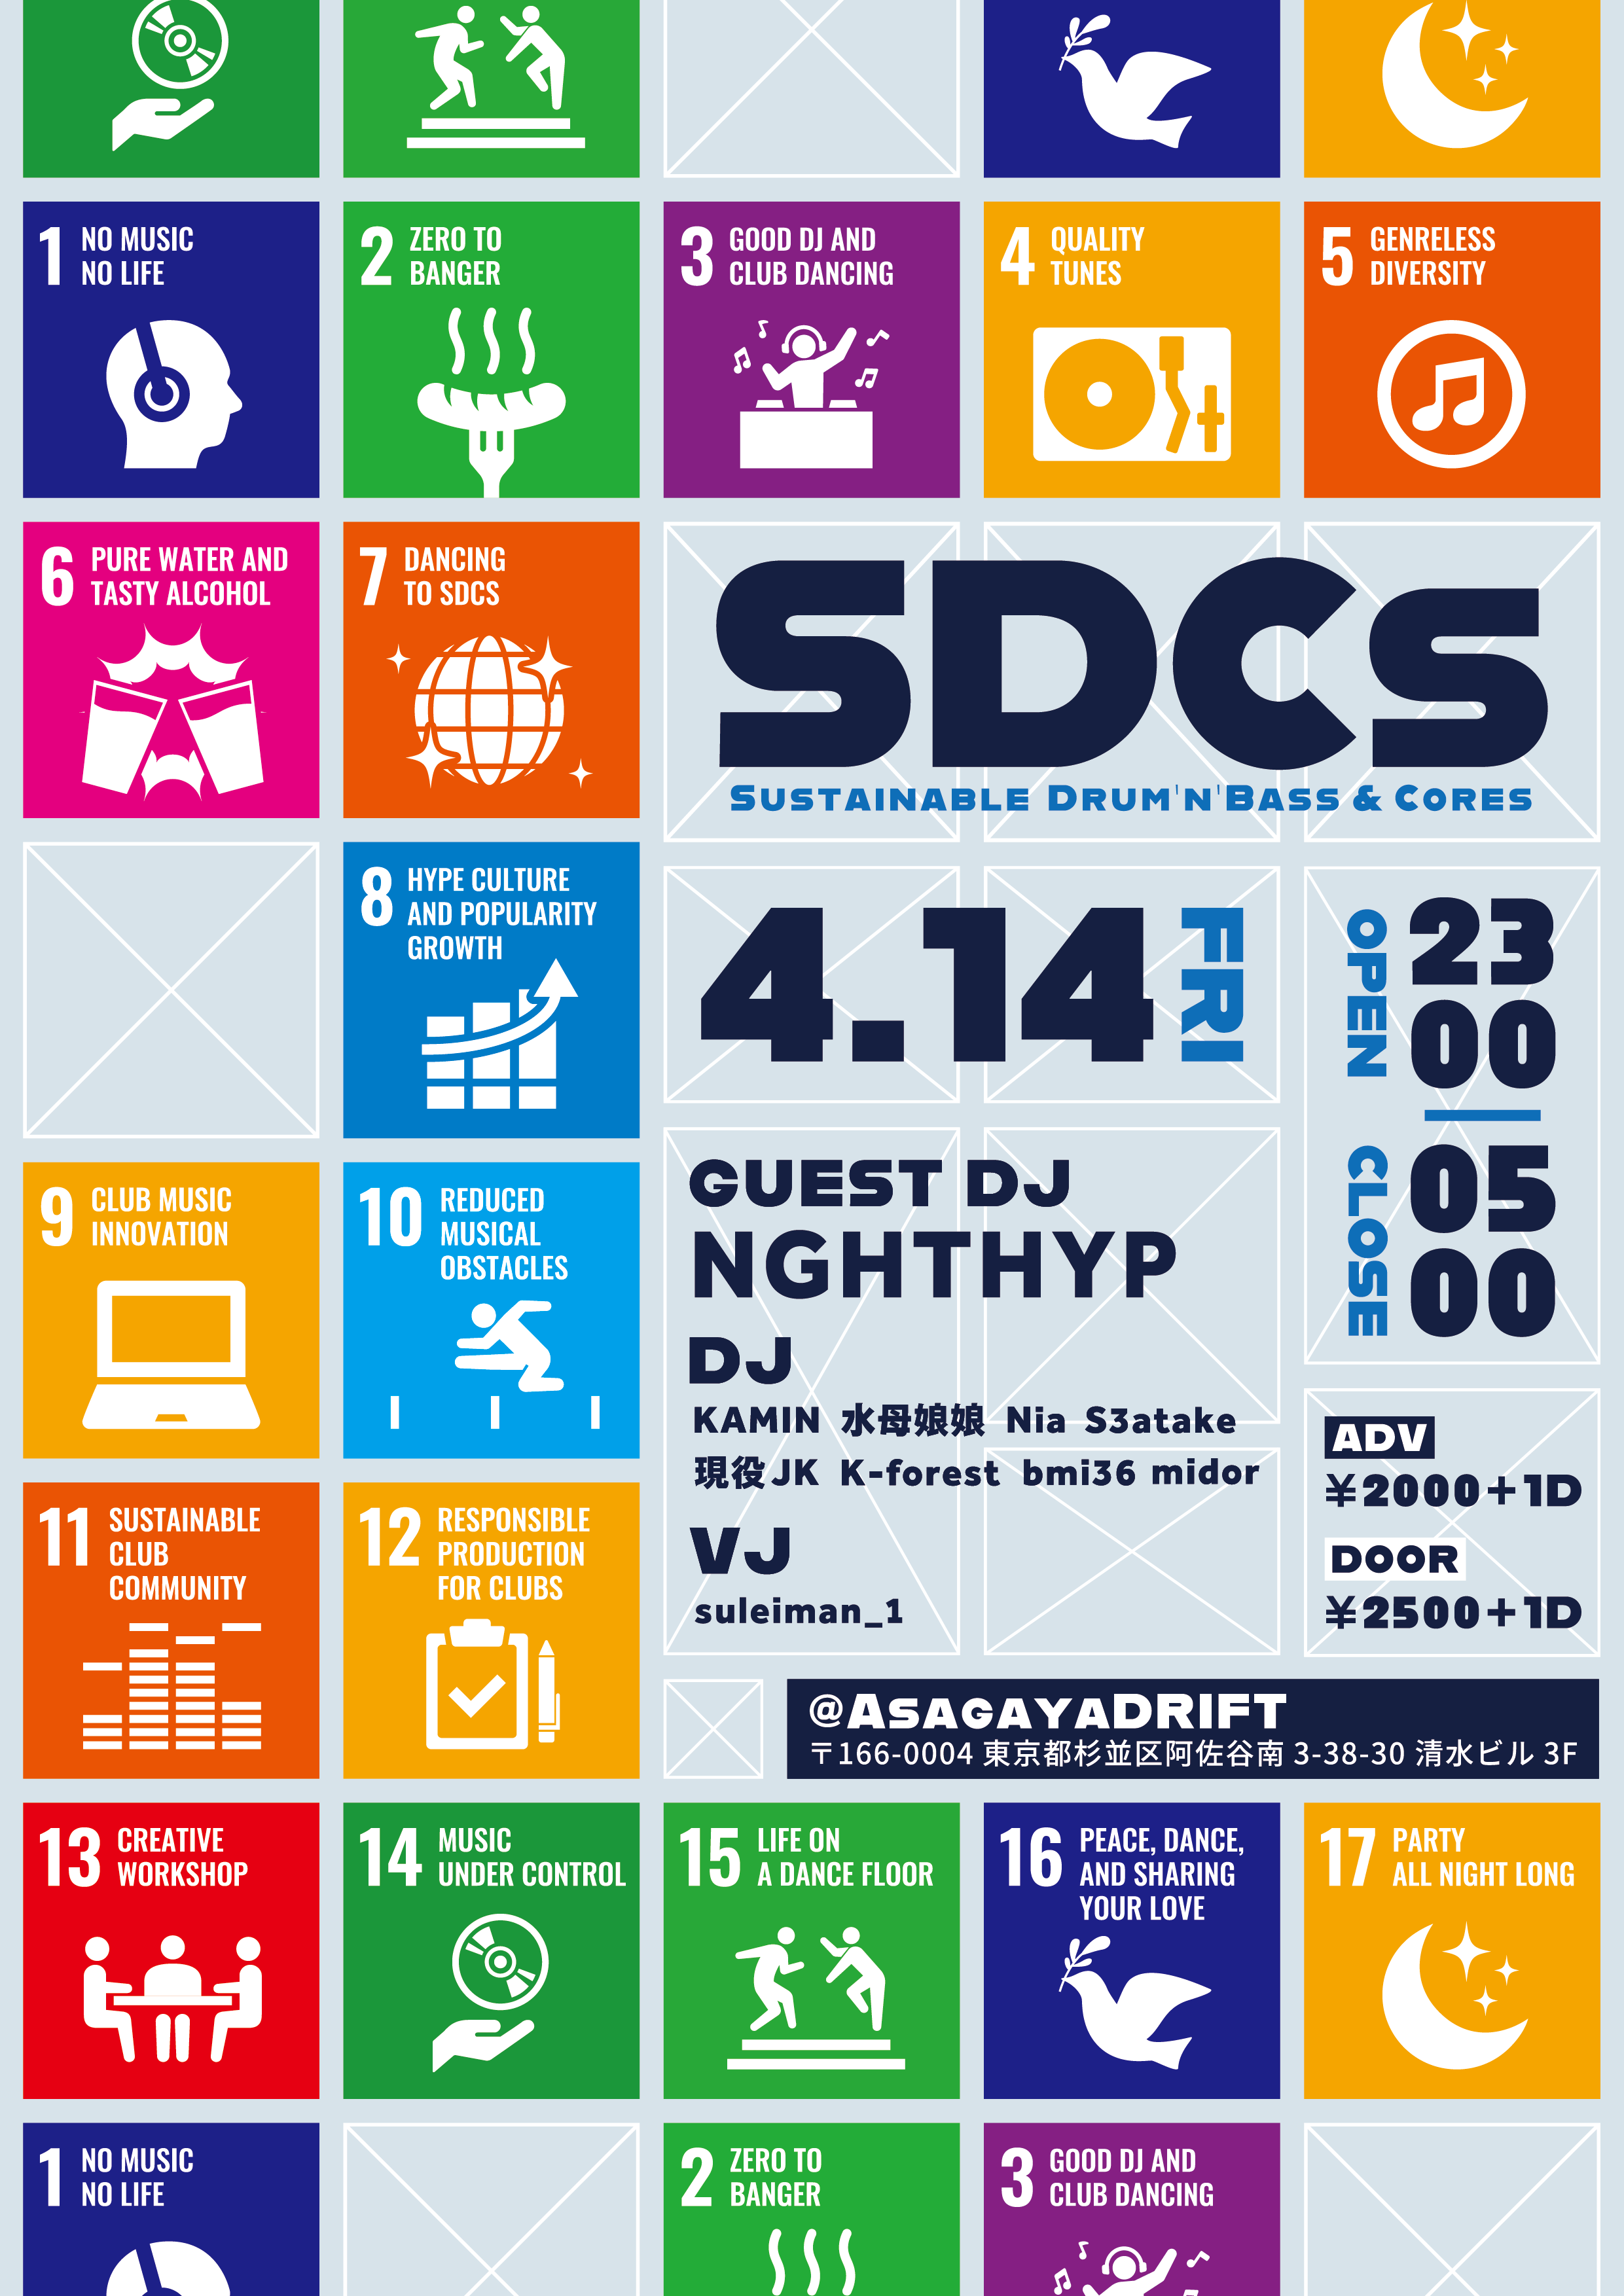 1 NO MUSIC
NO LIFE
2 ZERO TO
BANGER
3 GOOD DJ AND
CLUB DANCING
4 QUALITY
TUNES
5 GENRELESS
DIVERSITY
6 PURE WATER AND
TASTY ALCOHOL
7 DANCING
TO SDCS
SDCs
SUSTAINABLE DRUM'N'BASS & CORES
8 HYPE CULTURE
AND POPULARITY
GROWTH
4.14 FRI
OPEN 23
00
CLOSE 05
00
9 CLUB MUSIC
INNOVATION
10 REDUCED
MUSICAL
OBSTACLES
GUEST DJ
NGHTHYP
DJ
KAMIN 水母娘娘 Nia S3atake
現役JK K-forest bmi36 midor
VJ
suleiman_1
ADV
¥2000+1D
DOOR
¥2500+1D
11 SUSTAINABLE
CLUB
COMMUNITY
12 RESPONSIBLE
PRODUCTION
FOR CLUBS
@ASAGAYADRIFT
〒166-0004 東京都杉並区阿佐谷南 3-38-30 清水ビル 3F
13 CREATIVE
WORKSHOP
14 MUSIC
UNDER CONTROL
15 LIFE ON
A DANCE FLOOR
16 PEACE, DANCE,
AND SHARING
YOUR LOVE
17 PARTY
ALL NIGHT LONG
1 NO MUSIC
NO LIFE
2 ZERO TO
BANGER
3 GOOD DJ AND
CLUB DANCING